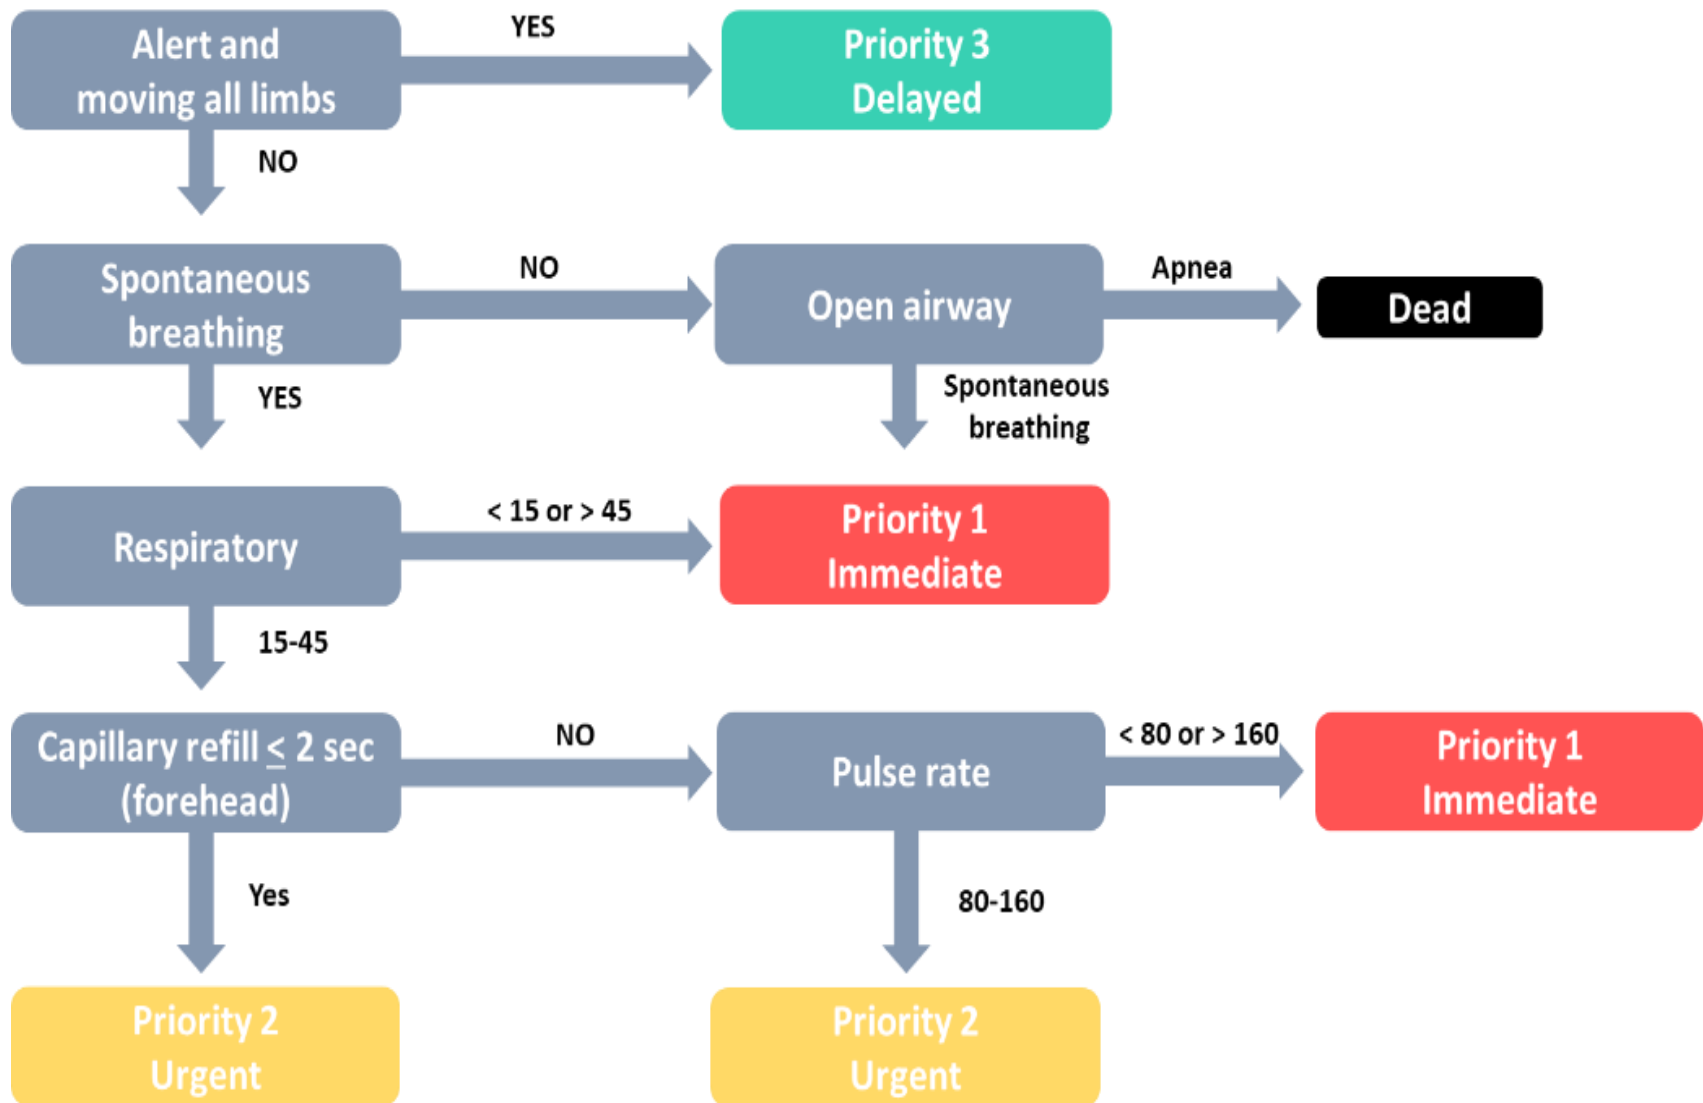 Alert and
moving all limbs
YES
Priority 3
Delayed
NO
Spontaneous
breathing
NO
Open airway
Apnea
Dead
YES
Spontaneous
breathing
Respiratory
< 15 or > 45
Priority 1
Immediate
15-45
Capillary refill ≤ 2 sec
(forehead)
NO
Pulse rate
< 80 or > 160
Priority 1
Immediate
Yes
80-160
Priority 2
Urgent
Priority 2
Urgent